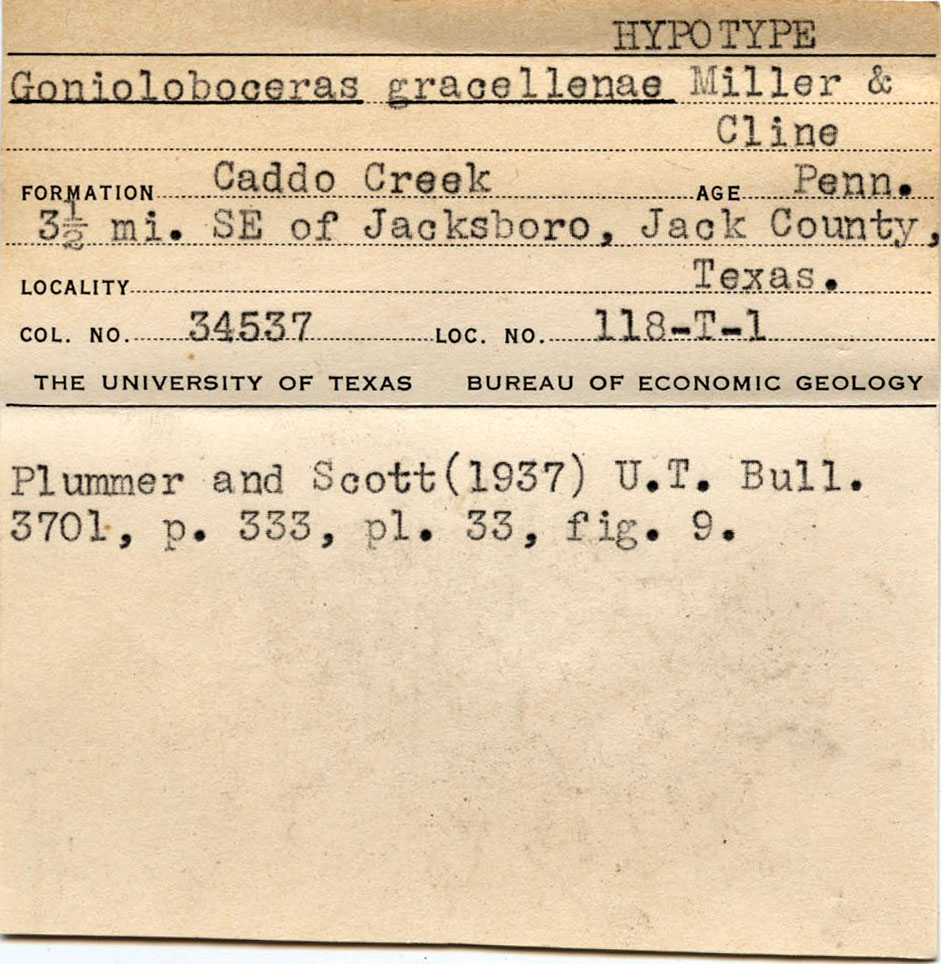 HYPOTYPE
Gonioloboceras gracellenae Miller &
Cline
FORMATION Caddo Creek AGE Penn.
3½ mi. SE of Jacksboro, Jack County,
LOCALITY Texas.
COL. NO. 34537 LOC. NO. 118-T-1
THE UNIVERSITY OF TEXAS BUREAU OF ECONOMIC GEOLOGY
Plummer and Scott(1937) U.T. Bull.
3701, p. 333, pl. 33, fig. 9.